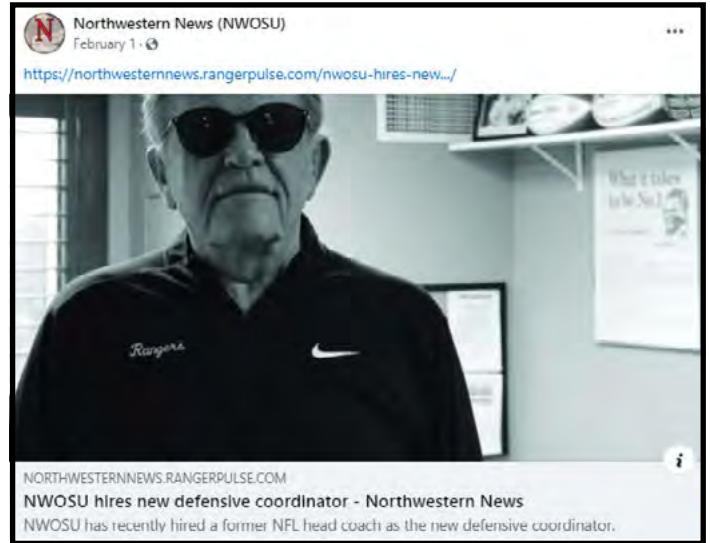 N
Northwestern News (NWOSU)
February 1 ·
https://northwesternnews.rangerpulse.com/nwosu-hires-new.../
What it takes
to be No.1
Rangers
i
NORTHWESTERNNEWS.RANGERPULSE.COM
NWOSU hires new defensive coordinator - Northwestern News
NWOSU has recently hired a former NFL head coach as the new defensive coordinator.